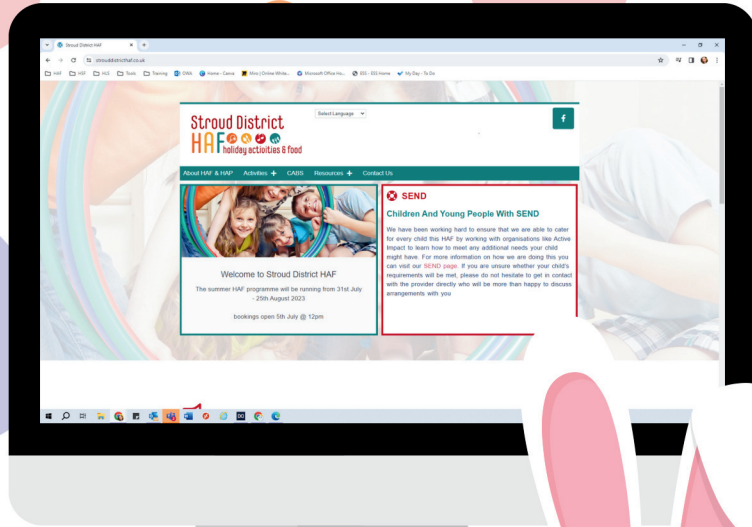 Stroud District HAF
strouddistricthaf.co.uk
HAF
HLS
Tools
Training
OWA
Home - Canva
Miro | Online White...
Microsoft Office Ho...
EES - EES Home
My Day - To Do
Stroud District
HAF
holiday activities & food
Select Language
f
About HAF & HAP Activities + CABS Resources + Contact Us
Welcome to Stroud District HAF
The summer HAF programme will be running from 31st July
- 25th August 2023
bookings open 5th July @ 12pm
SEND
Children And Young People With SEND
We have been working hard to ensure that we are able to cater
for every child this HAF by working with organisations like Active
Impact to learn how to meet any additional needs your child
might have. For more information on how we are doing this you
can visit our SEND page. If you are unsure whether your child's
requirements will be met, please do not hesitate to get in contact
with the provider directly who will be more than happy to discuss
arrangements with you